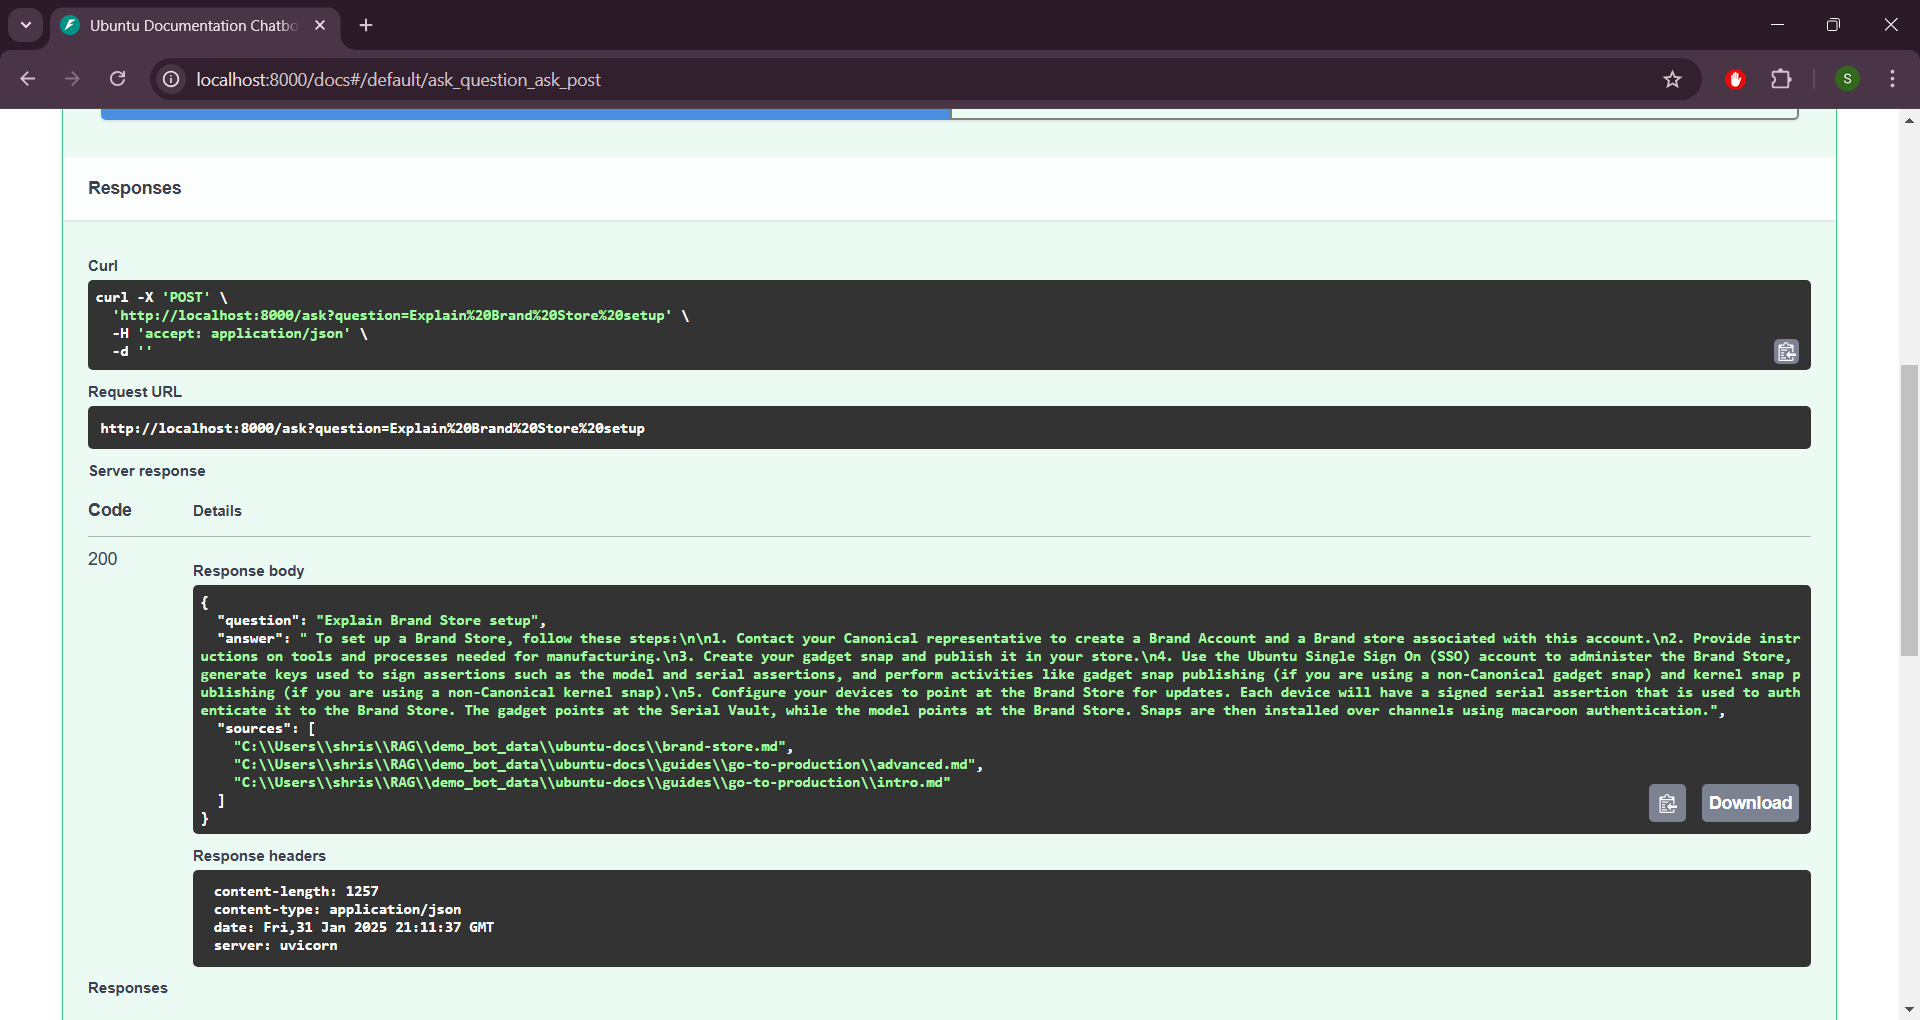 Ubuntu Documentation Chatbo
localhost:8000/docs#/default/ask_question_ask_post
S
Responses
Curl
curl -X 'POST' \
'http://localhost:8000/ask?question=Explain%20Brand%20Store%20setup' \
-H 'accept: application/json' \
-d ''
Request URL
http://localhost:8000/ask?question=Explain%20Brand%20Store%20setup
Server response
Code Details
200
Response body
{
"question": "Explain Brand Store setup",
"answer": " To set up a Brand Store, follow these steps:\n\n1. Contact your Canonical representative to create a Brand Account and a Brand store associated with this account.\n2. Provide instr
uctions on tools and processes needed for manufacturing.\n3. Create your gadget snap and publish it in your store.\n4. Use the Ubuntu Single Sign On (SSO) account to administer the Brand Store,
generate keys used to sign assertions such as the model and serial assertions, and perform activities like gadget snap publishing (if you are using a non-Canonical gadget snap) and kernel snap p
ublishing (if you are using a non-Canonical kernel snap).\n5. Configure your devices to point at the Brand Store for updates. Each device will have a signed serial assertion that is used to auth
enticate it to the Brand Store. The gadget points at the Serial Vault, while the model points at the Brand Store. Snaps are then installed over channels using macaroon authentication.",
"sources": [
"C:\\Users\\shris\\RAG\\demo_bot_data\\ubuntu-docs\\brand-store.md",
"C:\\Users\\shris\\RAG\\demo_bot_data\\ubuntu-docs\\guides\\go-to-production\\advanced.md",
"C:\\Users\\shris\\RAG\\demo_bot_data\\ubuntu-docs\\guides\\go-to-production\\intro.md"
]
}
Download
Response headers
content-length: 1257
content-type: application/json
date: Fri,31 Jan 2025 21:11:37 GMT
server: uvicorn
Responses